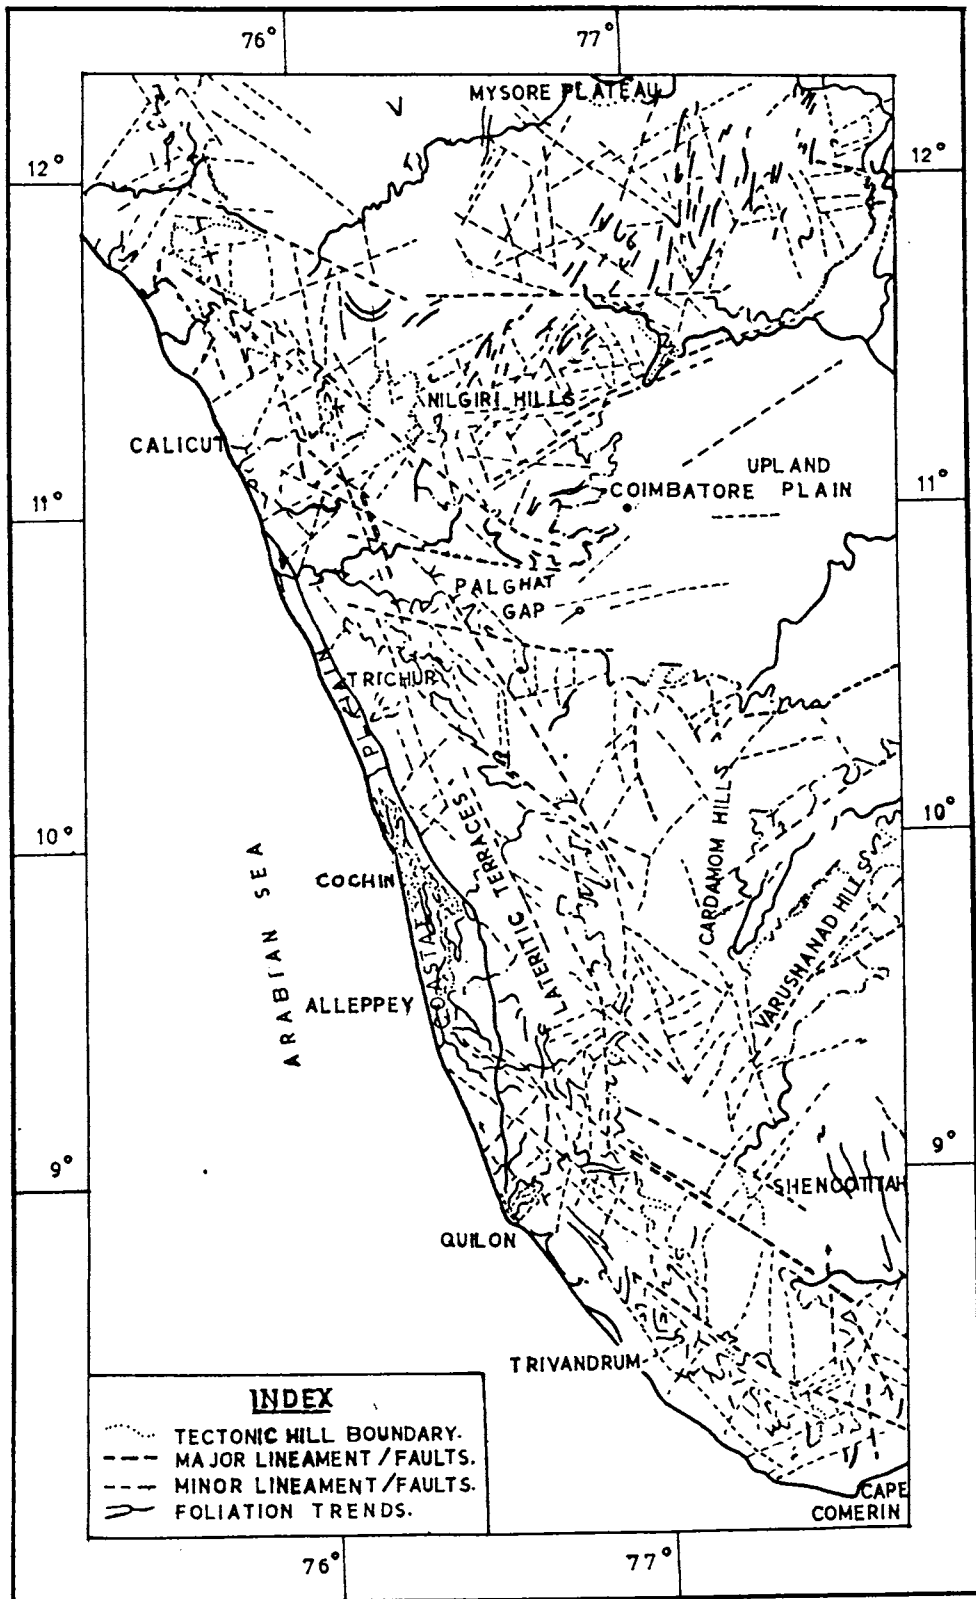 76° 77°
MYSORE PLATEAU
12° 12°
NILGIRI HILLS
CALICUT
UPLAND
COIMBATORE PLAIN
11° 11°
PALGHAT
GAP
TRICHUR
COASTAL PLAIN
LATERITIC TERRACES
CARDAMOM HILLS
10° 10°
COCHIN
ARABIAN SEA
VARUSHANAD HILLS
ALLEPPEY
9° 9°
SHENCOTTAH
QUILON
TRIVANDRUM
INDEX
TECTONIC HILL BOUNDARY.
MAJOR LINEAMENT/FAULTS.
MINOR LINEAMENT/FAULTS.
FOLIATION TRENDS.
CAPE
COMERIN
76° 77°